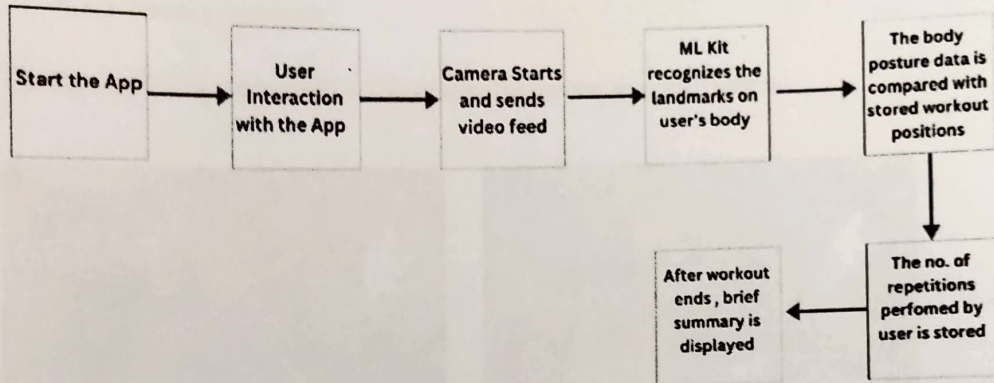 Start the App
User
Interaction
with the App
Camera Starts
and sends
video feed
ML Kit
recognizes the
landmarks on
user's body
The body
posture data is
compared with
stored workout
positions
The no. of
repetitions
perfomed by
user is stored
After workout
ends , brief
summary is
displayed